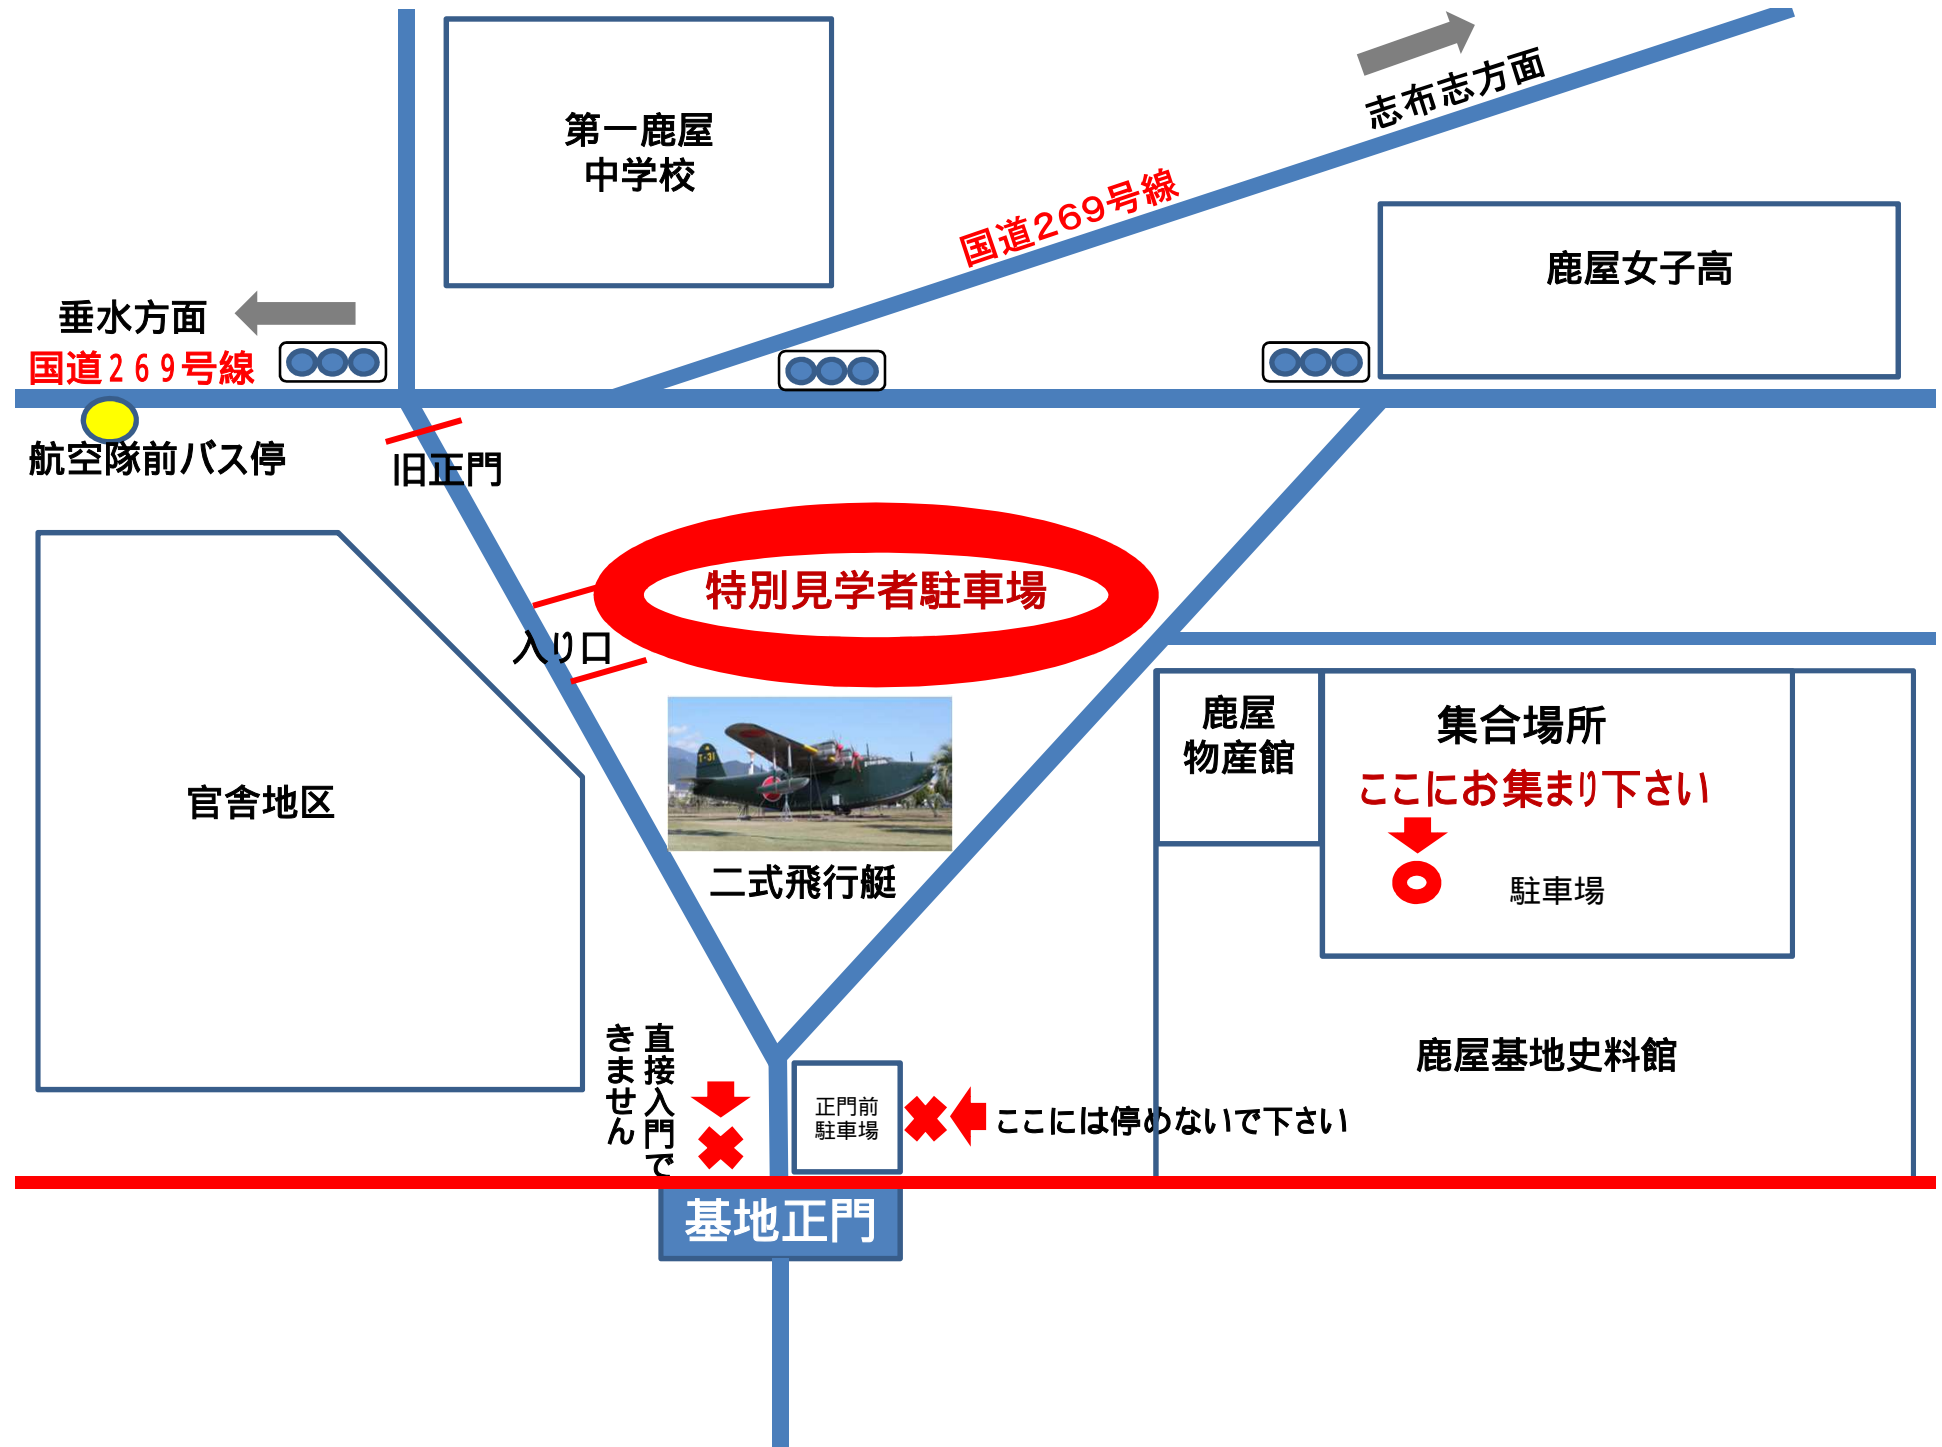 第一鹿屋
中学校
志布志方面
国道２６９号線
鹿屋女子高
垂水方面
国道２６９号線
航空隊前バス停
旧正門
特別見学者駐車場
入り口
T-31
鹿屋
物産館
集合場所
ここにお集まり下さい
駐車場
官舎地区
二式飛行艇
直接入門で
きません
鹿屋基地史料館
正門前
駐車場
ここには停めないで下さい
基地正門